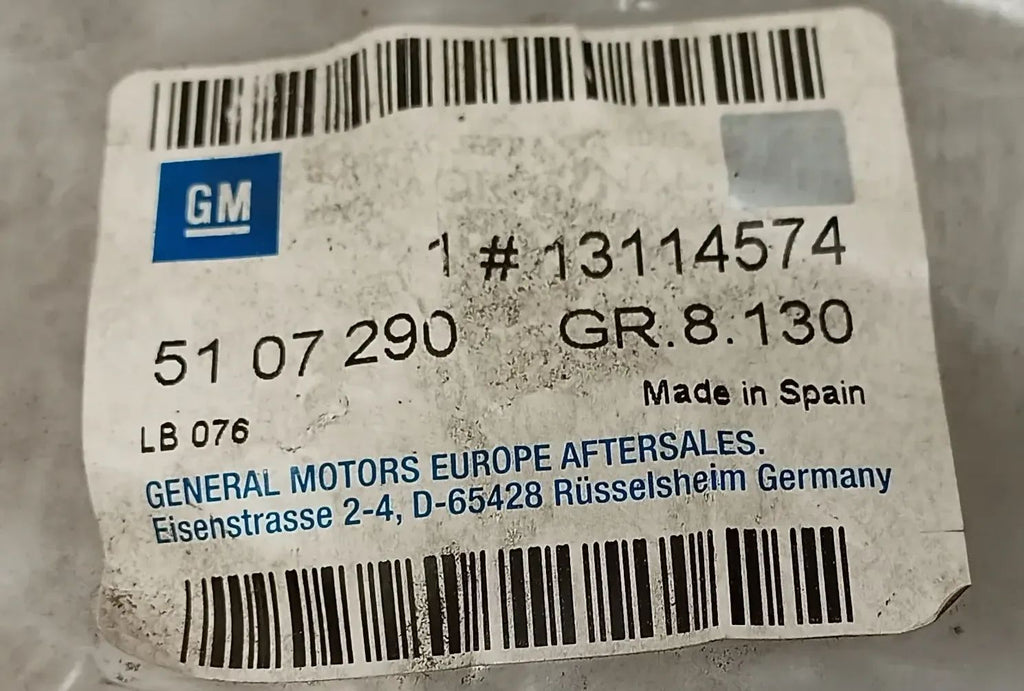 GM
1 # 13114574
51 07 290 GR.8.130
Made in Spain
LB 076
GENERAL MOTORS EUROPE AFTERSALES.
Eisenstrasse 2-4, D-65428 Rüsselsheim Germany